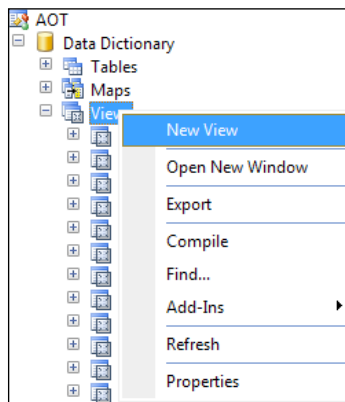 AOT
Data Dictionary
Tables
Maps
View
New View
Open New Window
Export
Compile
Find...
Add-Ins
Refresh
Properties